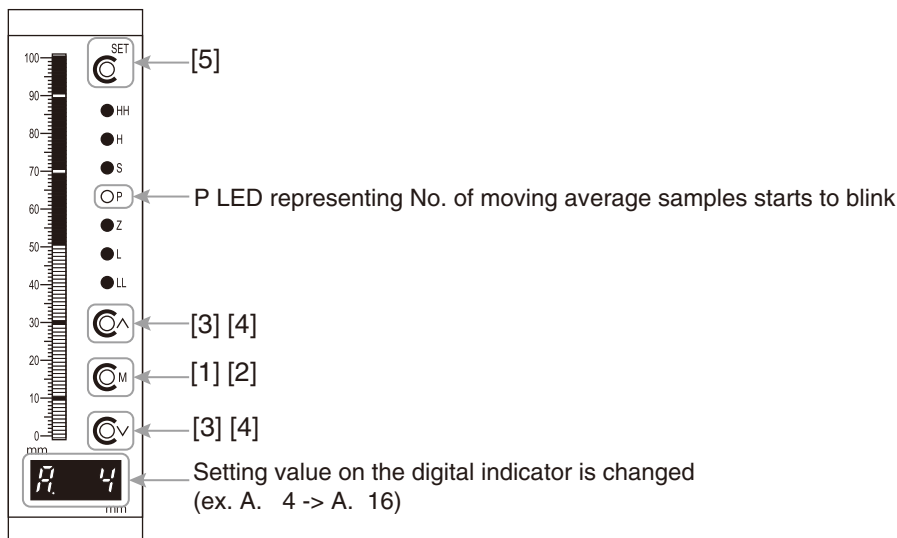 SET
[5]
100
90
HH
80
H
70
S
P
P LED representing No. of moving average samples starts to blink
60
Z
50
L
40
LL
30
[3] [4]
20
M
[1] [2]
10
[3] [4]
0
mm
A. 4
Setting value on the digital indicator is changed
(ex. A. 4 -> A. 16)
mm